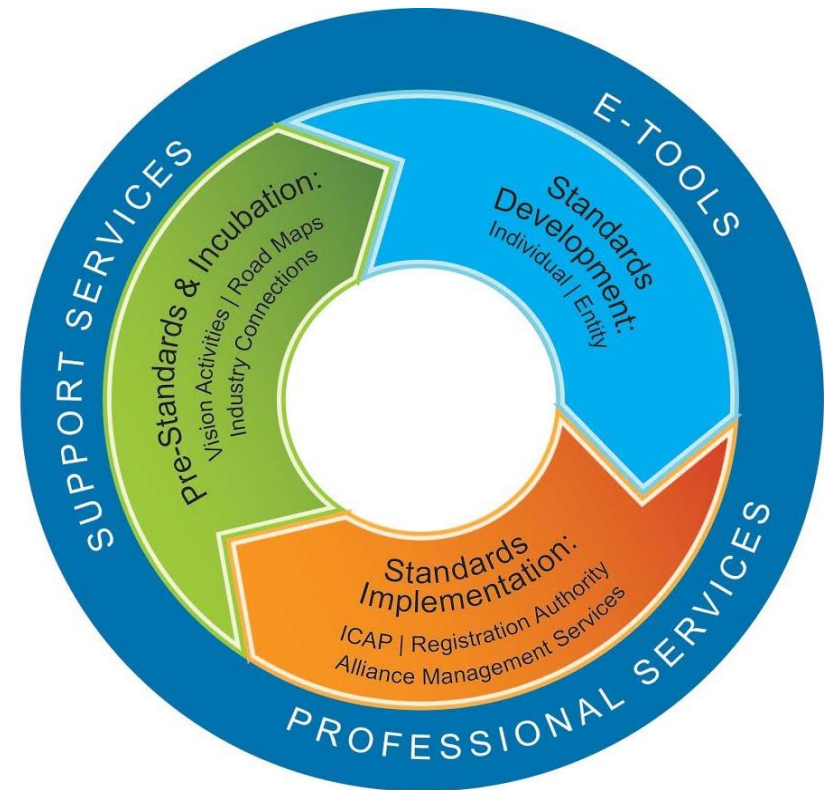 SUPPORT SERVICES
E-TOOLS
PROFESSIONAL SERVICES
Pre-Standards & Incubation:
Vision Activities | Road Maps
Industry Connections
Standards
Development:
Individual | Entity
Standards
Implementation:
ICAP | Registration Authority
Alliance Management Services